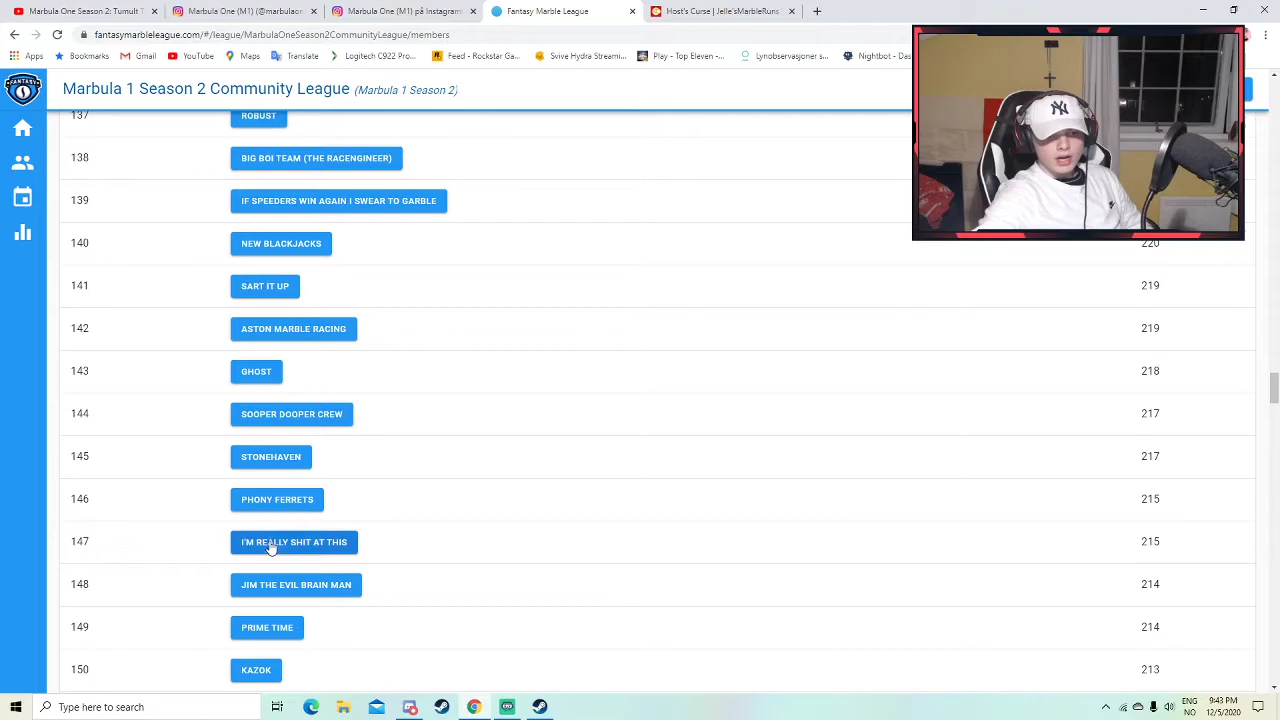 Marbula One Season 2: Tumult T
Marbula One (M1) (@marbulaon
Marbula One (M1) på Instagram
Fantasy Marble League
Host's Curse | Jelle'sMarbleRuns
fantasymarbleleague.com/#/league/MarbulaOneSeason2CommunityLeague/members
Apps
Bookmarks
Gmail
YouTube
Maps
Translate
Logitech C922 Pro...
Feed - Rockstar Ga...
Svive Hydra Stream...
Play - Top Eleven -...
Lynobservasjoner s...
Nightbot - Das
FANTASY
Marbula 1 Season 2 Community League (Marbula 1 Season 2)
137 ROBUST
138 BIG BOI TEAM (THE RACENGINEER)
139 IF SPEEDERS WIN AGAIN I SWEAR TO GARBLE
140 NEW BLACKJACKS 220
141 SART IT UP 219
142 ASTON MARBLE RACING 219
143 GHOST 218
144 SOOPER DOOPER CREW 217
145 STONEHAVEN 217
146 PHONY FERRETS 215
147 I'M REALLY SHIT AT THIS 215
148 JIM THE EVIL BRAIN MAN 214
149 PRIME TIME 214
150 KAZOK 213
Type here to search
NO
9:43 PM
12/5/2020